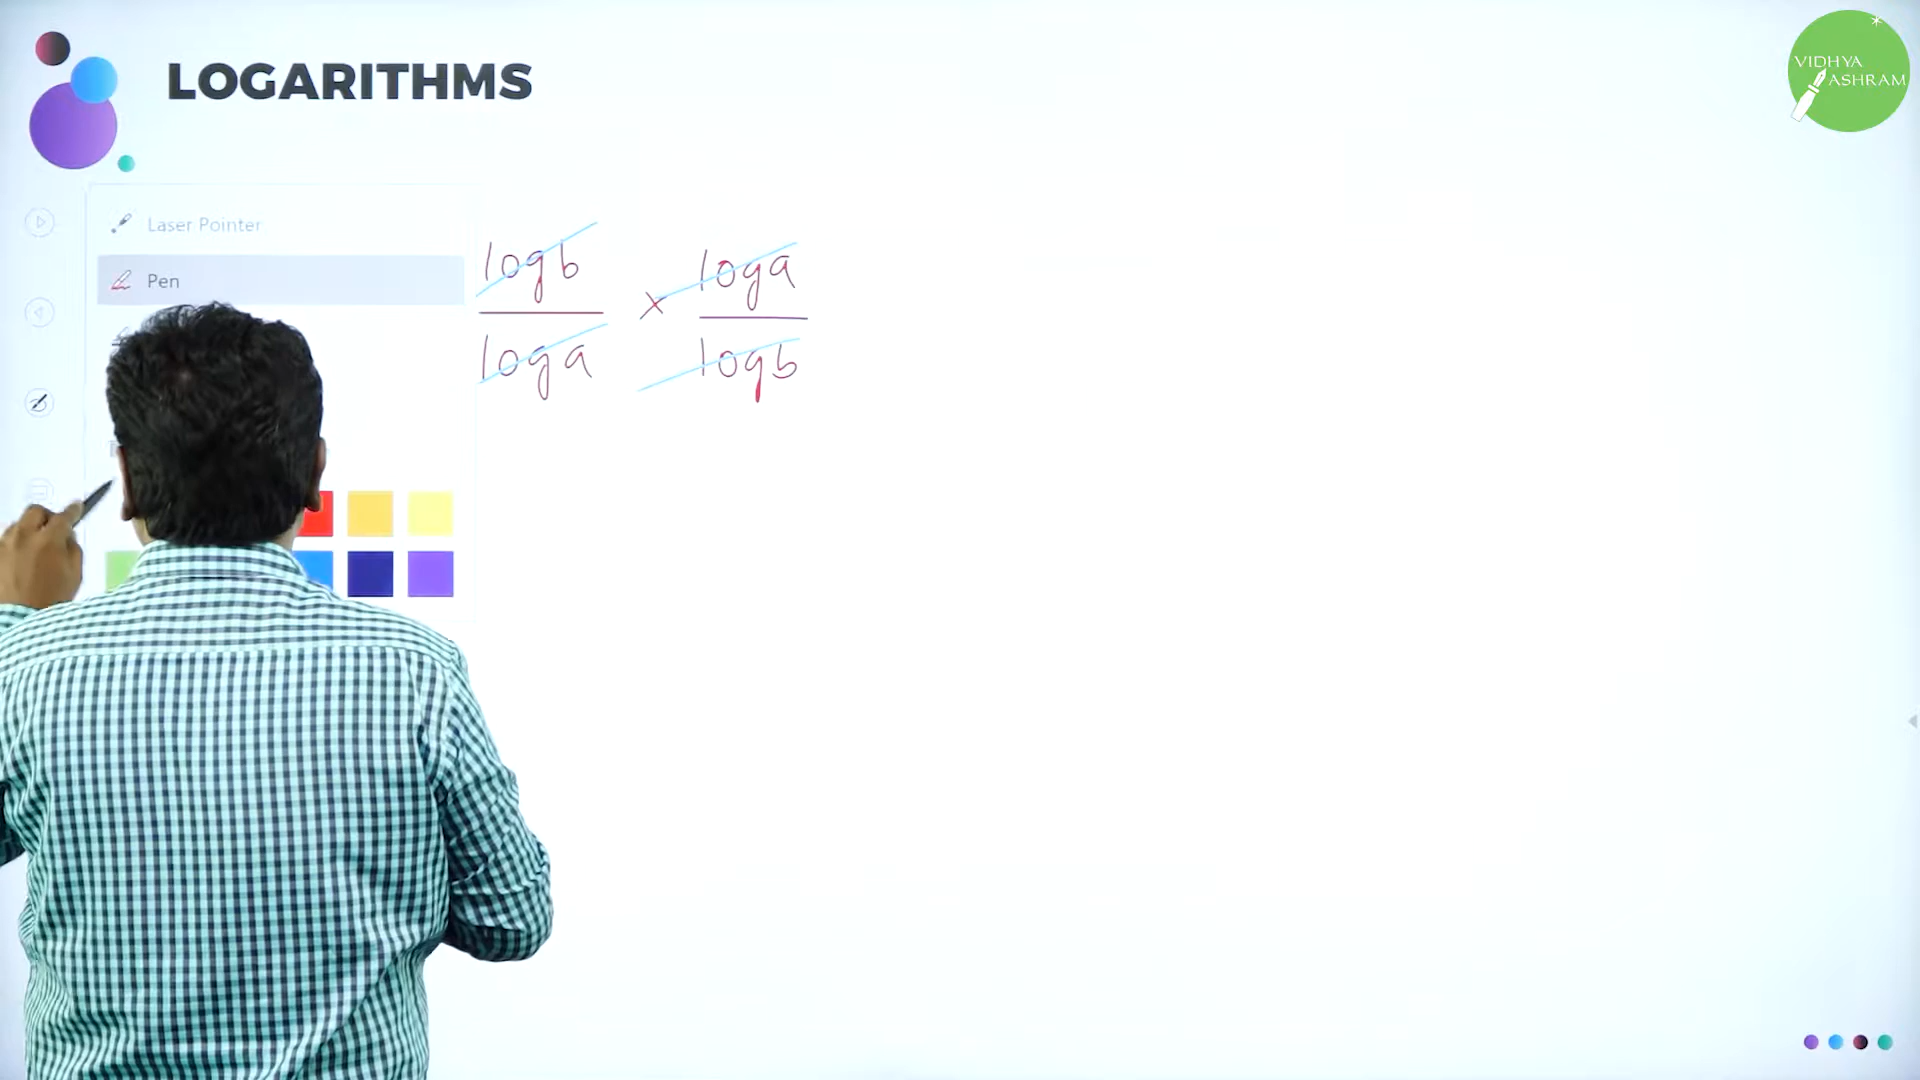 LOGARITHMS
VIDHYA
ASHRAM
Laser Pointer
Pen
log b / log a × log a / log b